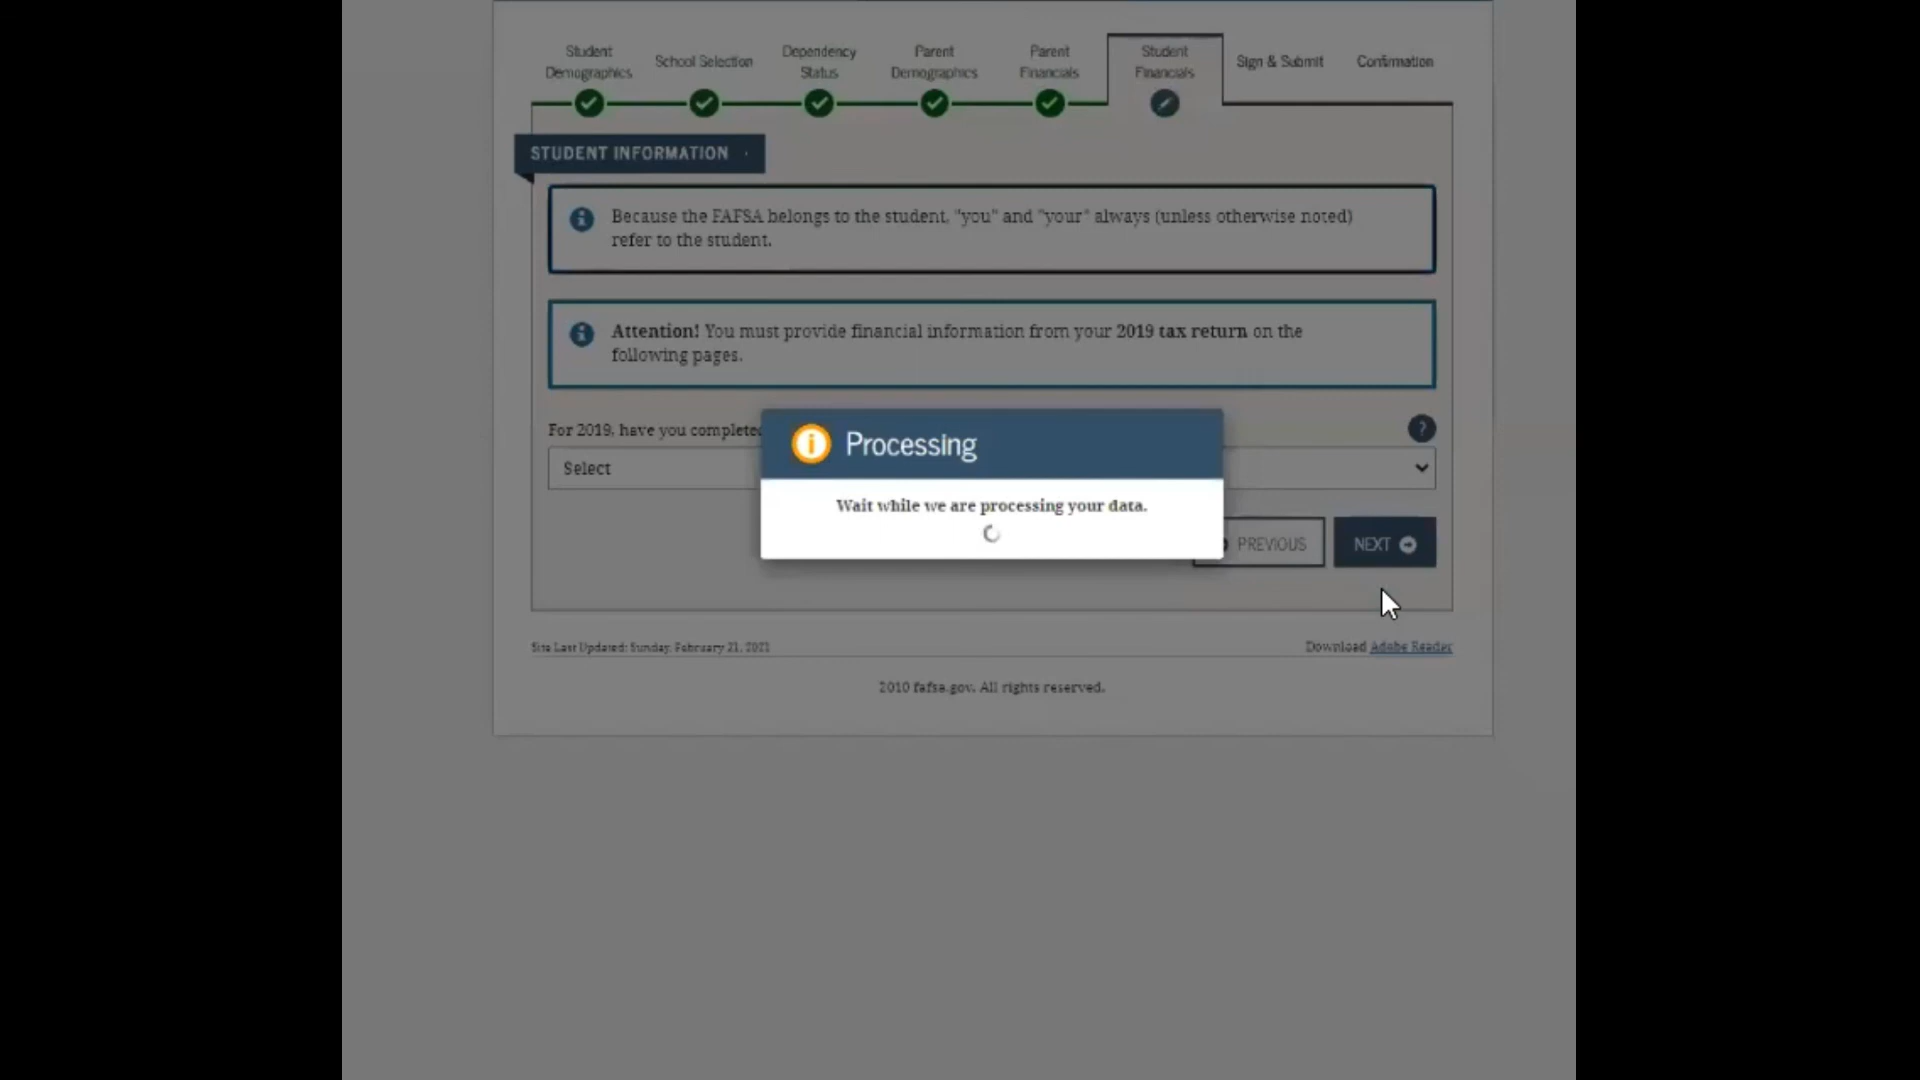 Student Demographics
School Selection
Dependency Status
Parent Demographics
Parent Financials
Student Financials
Sign & Submit
Confirmation
STUDENT INFORMATION
Because the FAFSA belongs to the student, "you" and "your" always (unless otherwise noted)
refer to the student.
Attention! You must provide financial information from your 2019 tax return on the
following pages.
For 2019, have you completed
?
Select
Processing
Wait while we are processing your data.
PREVIOUS
NEXT
Site Last Updated: Sunday, February 21,
Download Adobe Reader
2010 fafsa.gov. All rights reserved.